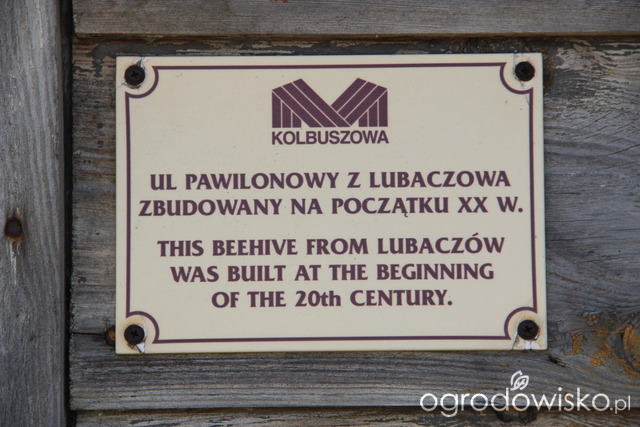 KOLBUSZOWA
UL PAWILONOWY Z LUBACZOWA
ZBUDOWANY NA POCZĄTKU XX W.
THIS BEEHIVE FROM LUBACZÓW
WAS BUILT AT THE BEGINNING
OF THE 20th CENTURY.
ogrodowisko.pl